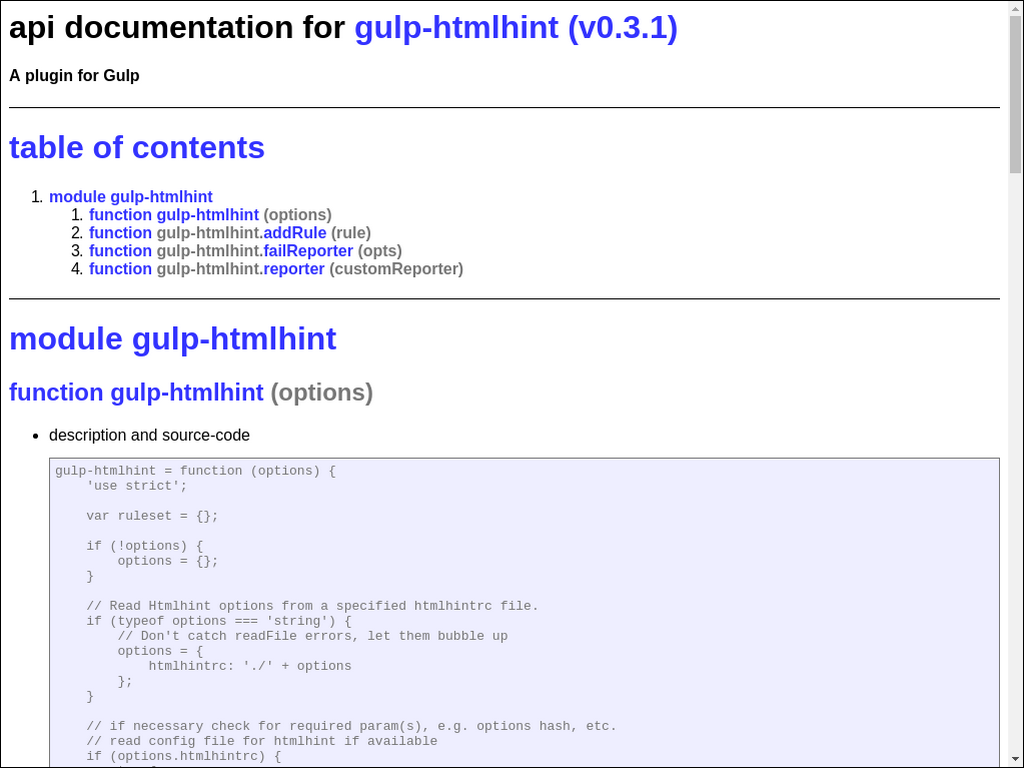 api documentation for gulp-htmlhint (v0.3.1)
A plugin for Gulp
table of contents
1. module gulp-htmlhint
1. function gulp-htmlhint (options)
2. function gulp-htmlhint.addRule (rule)
3. function gulp-htmlhint.failReporter (opts)
4. function gulp-htmlhint.reporter (customReporter)
module gulp-htmlhint
function gulp-htmlhint (options)
• description and source-code
gulp-htmlhint = function (options) {
    'use strict';
    var ruleset = {};
    if (!options) {
        options = {};
    }
    // Read Htmlhint options from a specified htmlhintrc file.
    if (typeof options === 'string') {
        // Don't catch readFile errors, let them bubble up
        options = {
            htmlhintrc: './' + options
        };
    }
    // if necessary check for required param(s), e.g. options hash, etc.
    // read config file for htmlhint if available
    if (options.htmlhintrc) {